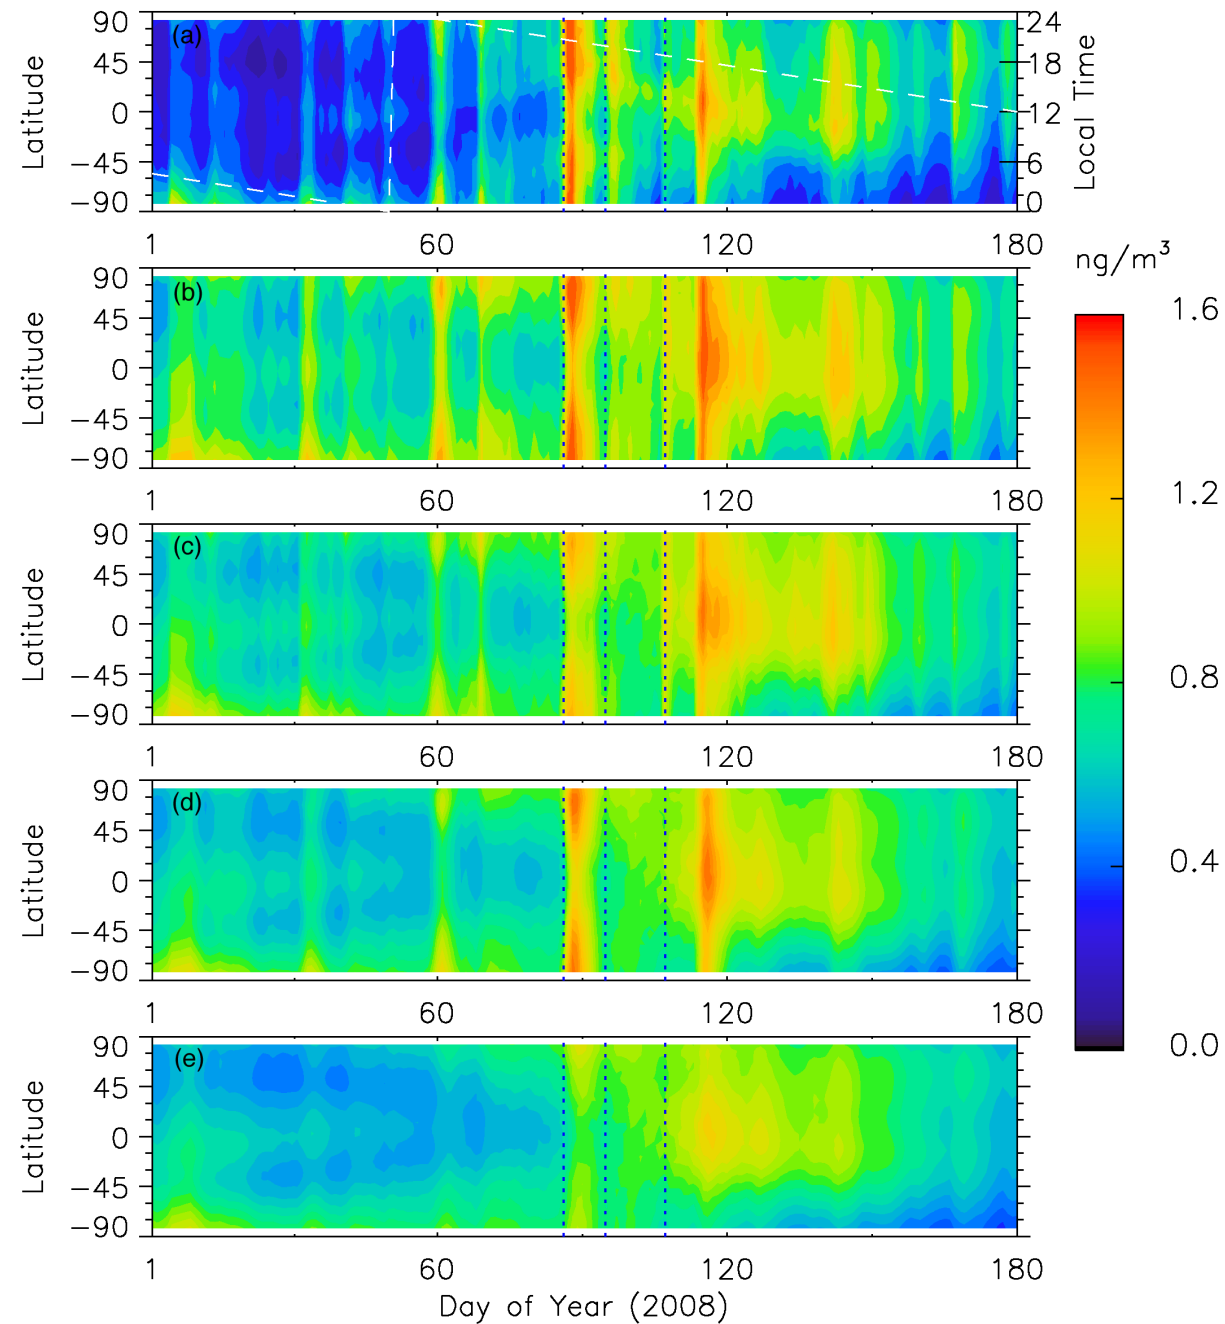 90 (a) 24
45 18
Latitude 0 12 Local Time
−45 6
−90 0
1 60 120 180
ng/m³
90 (b)
45 1.6
Latitude 0
−45
−90
1 60 120 180
1.2
90 (c)
45
Latitude 0
−45 0.8
−90
1 60 120 180
90 (d)
45
Latitude 0 0.4
−45
−90
1 60 120 180
90 (e) 0.0
45
Latitude 0
−45
−90
1 60 120 180
Day of Year (2008)